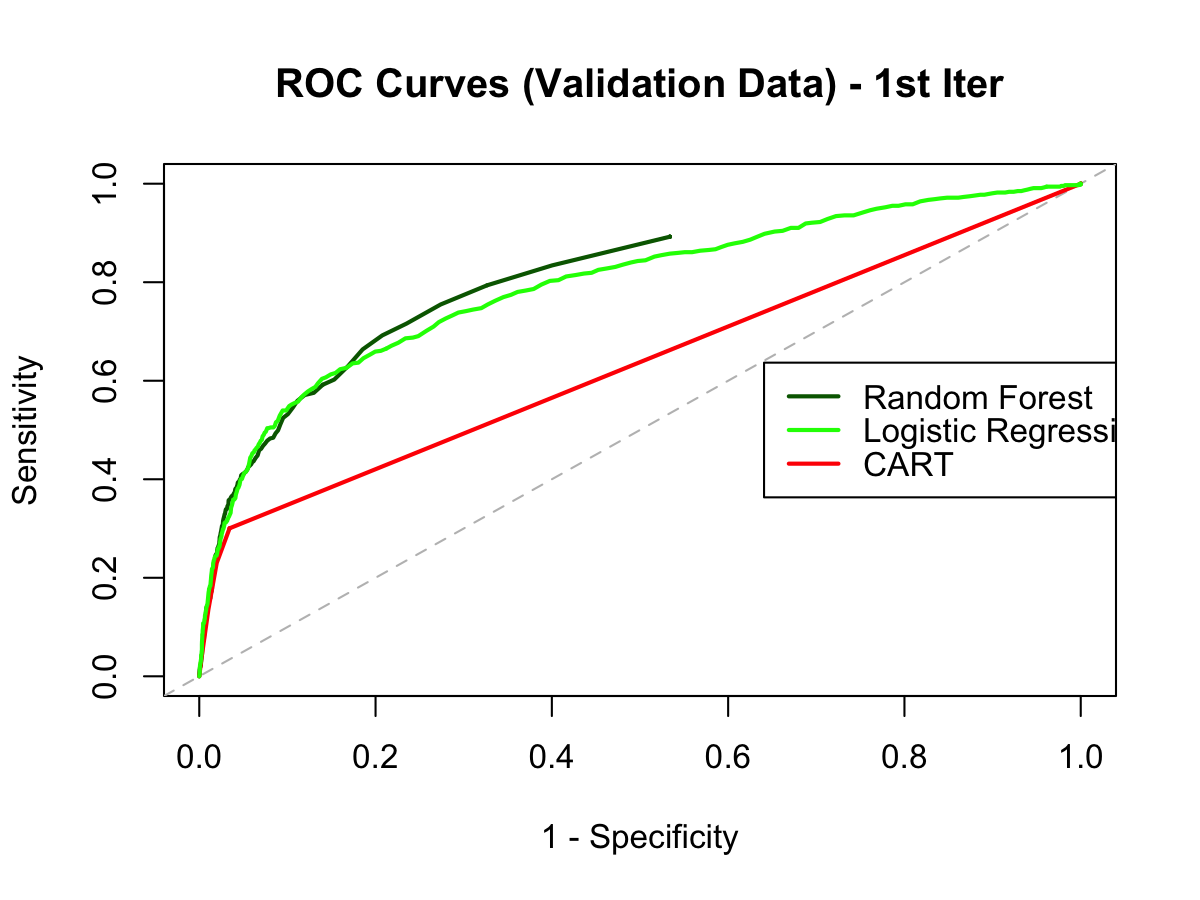 ROC Curves (Validation Data) - 1st Iter
Sensitivity
1.0
0.8
0.6
0.4
0.2
0.0
Random Forest
Logistic Regressi
CART
0.0 0.2 0.4 0.6 0.8 1.0
1 - Specificity